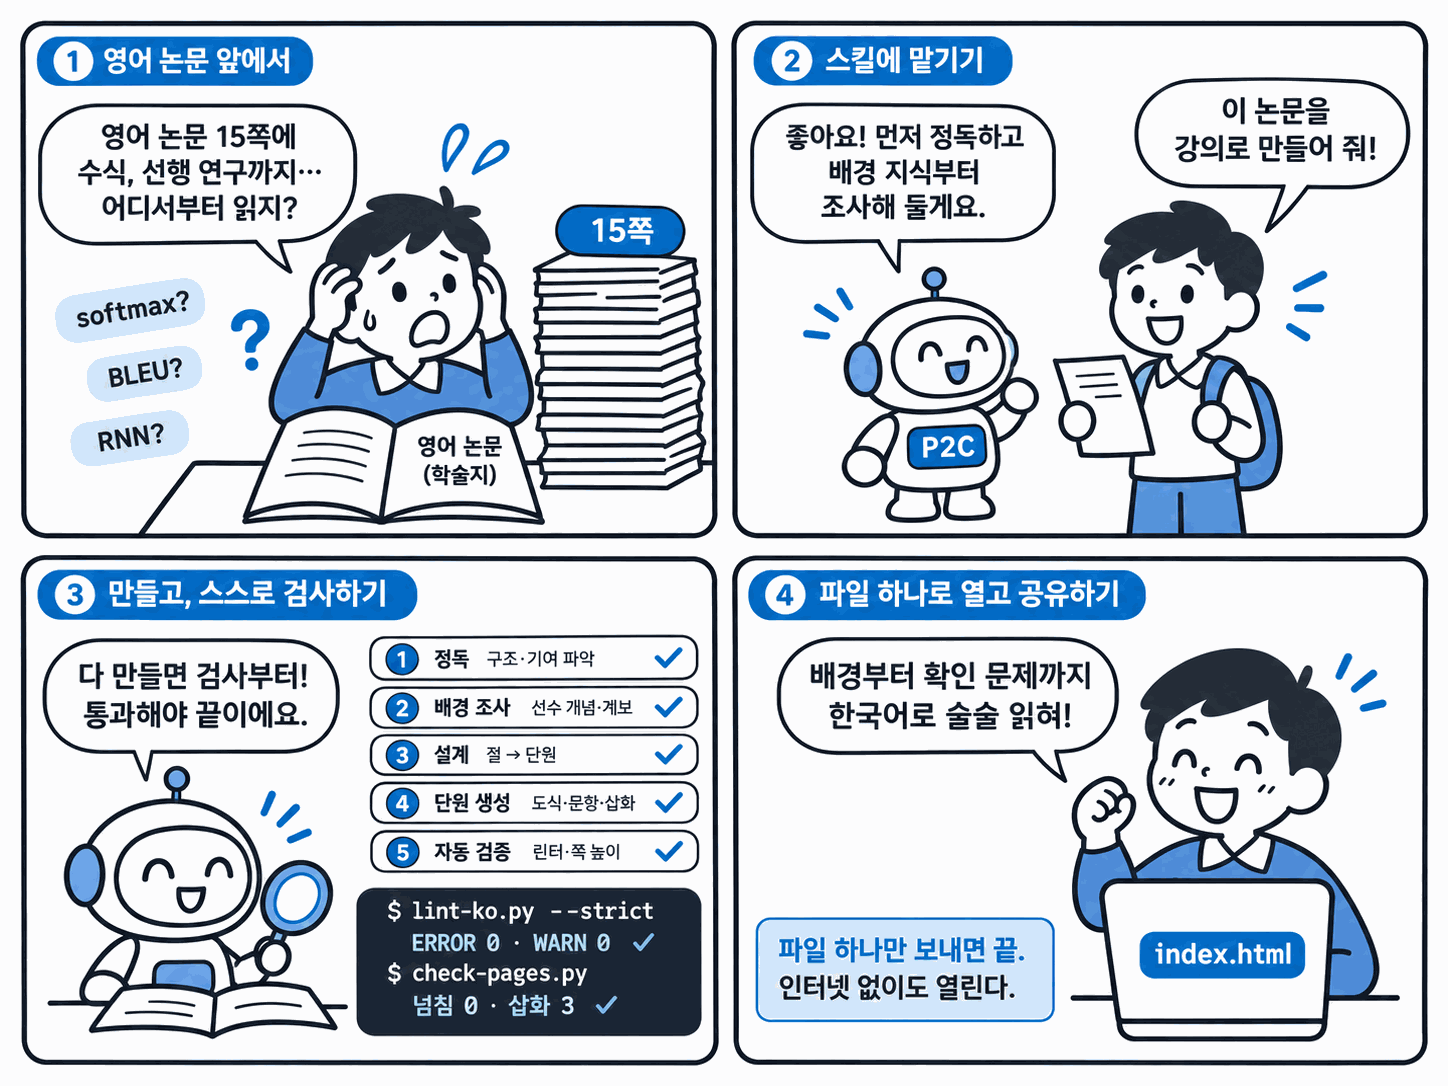 1 영어 논문 앞에서
영어 논문 15쪽에
수식, 선행 연구까지…
어디서부터 읽지?
15쪽
softmax?
?
BLEU?
RNN?
영어 논문
(학술지)
2 스킬에 맡기기
좋아요! 먼저 정독하고
배경 지식부터
조사해 둘게요.
이 논문을
강의로 만들어 줘!
P2C
3 만들고, 스스로 검사하기
다 만들면 검사부터!
통과해야 끝이에요.
1 정독 구조·기여 파악
2 배경 조사 선수 개념·계보
3 설계 절 → 단원
4 단원 생성 도식·문항·삽화
5 자동 검증 린터·쪽 높이
$ lint-ko.py --strict
ERROR 0 · WARN 0 ✓
$ check-pages.py
넘침 0 · 삽화 3 ✓
4 파일 하나로 열고 공유하기
배경부터 확인 문제까지
한국어로 술술 읽혀!
파일 하나만 보내면 끝.
인터넷 없이도 열린다.
index.html